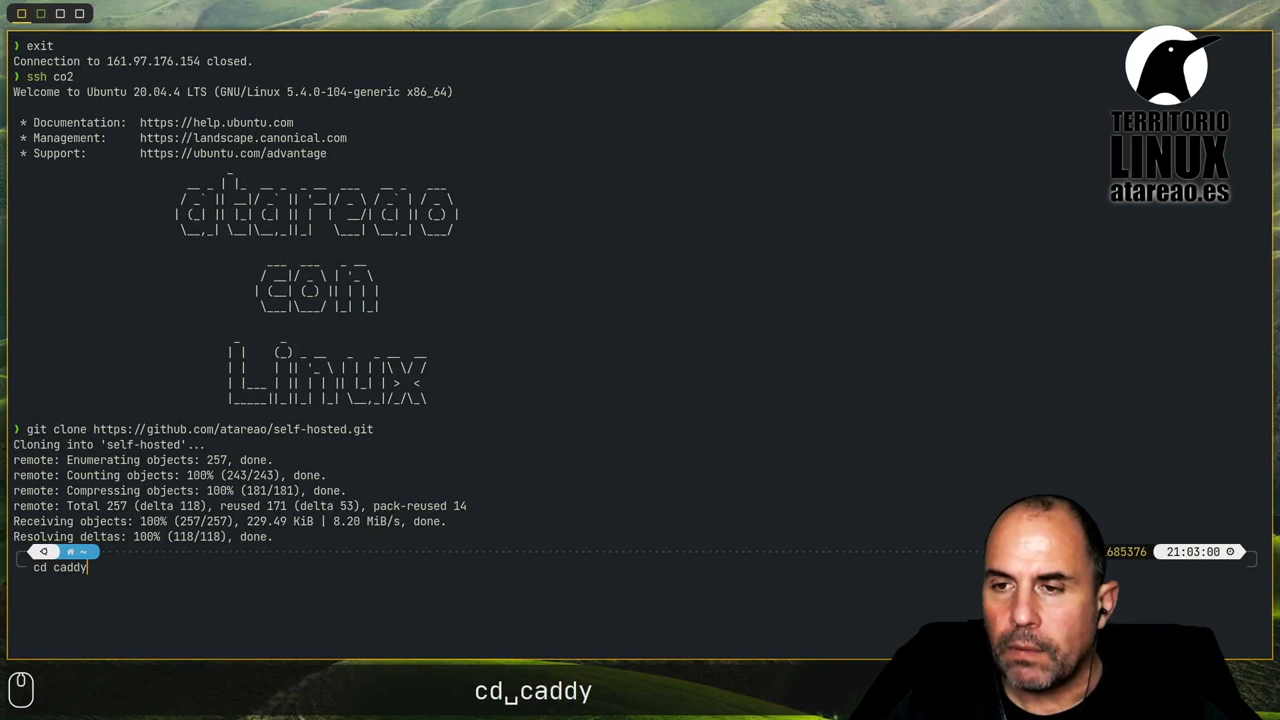 ❯ exit
Connection to 161.97.176.154 closed.
❯ ssh co2
Welcome to Ubuntu 20.04.4 LTS (GNU/Linux 5.4.0-104-generic x86_64)
* Documentation: https://help.ubuntu.com
* Management: https://landscape.canonical.com
* Support: https://ubuntu.com/advantage
atareao
con
Linux
❯ git clone https://github.com/atareao/self-hosted.git
Cloning into 'self-hosted'...
remote: Enumerating objects: 257, done.
remote: Counting objects: 100% (243/243), done.
remote: Compressing objects: 100% (181/181), done.
remote: Total 257 (delta 118), reused 171 (delta 53), pack-reused 14
Receiving objects: 100% (257/257), 229.49 KiB | 8.20 MiB/s, done.
Resolving deltas: 100% (118/118), done.
~ 685376 21:03:00
cd caddy
cd␣caddy
TERRITORIO
LINUX
atareao.es